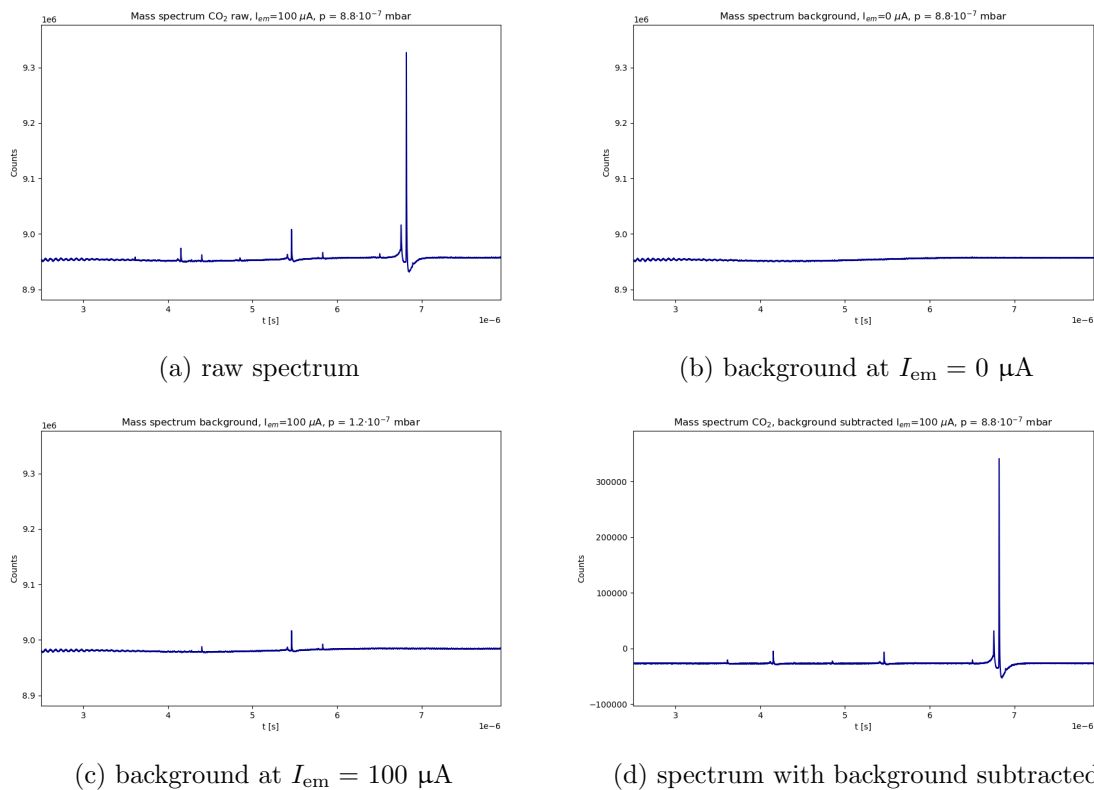 Mass spectrum CO₂ raw, I_em=100 μA, p = 8.8·10⁻⁷ mbar
1e6
9.3
9.2
9.1
9.0
8.9
Counts
3 4 5 6 7
t [s]
1e−6
(a) raw spectrum
Mass spectrum background, I_em=0 μA, p = 8.8·10⁻⁷ mbar
1e6
9.3
9.2
9.1
9.0
8.9
Counts
3 4 5 6 7
t [s]
1e−6
(b) background at I_em = 0 μA
Mass spectrum background, I_em=100 μA, p = 1.2·10⁻⁷ mbar
1e6
9.3
9.2
9.1
9.0
8.9
Counts
3 4 5 6 7
t [s]
1e−6
(c) background at I_em = 100 μA
Mass spectrum CO₂, background subtracted I_em=100 μA, p = 8.8·10⁻⁷ mbar
300000
200000
100000
0
−100000
Counts
3 4 5 6 7
t [s]
1e−6
(d) spectrum with background subtracted